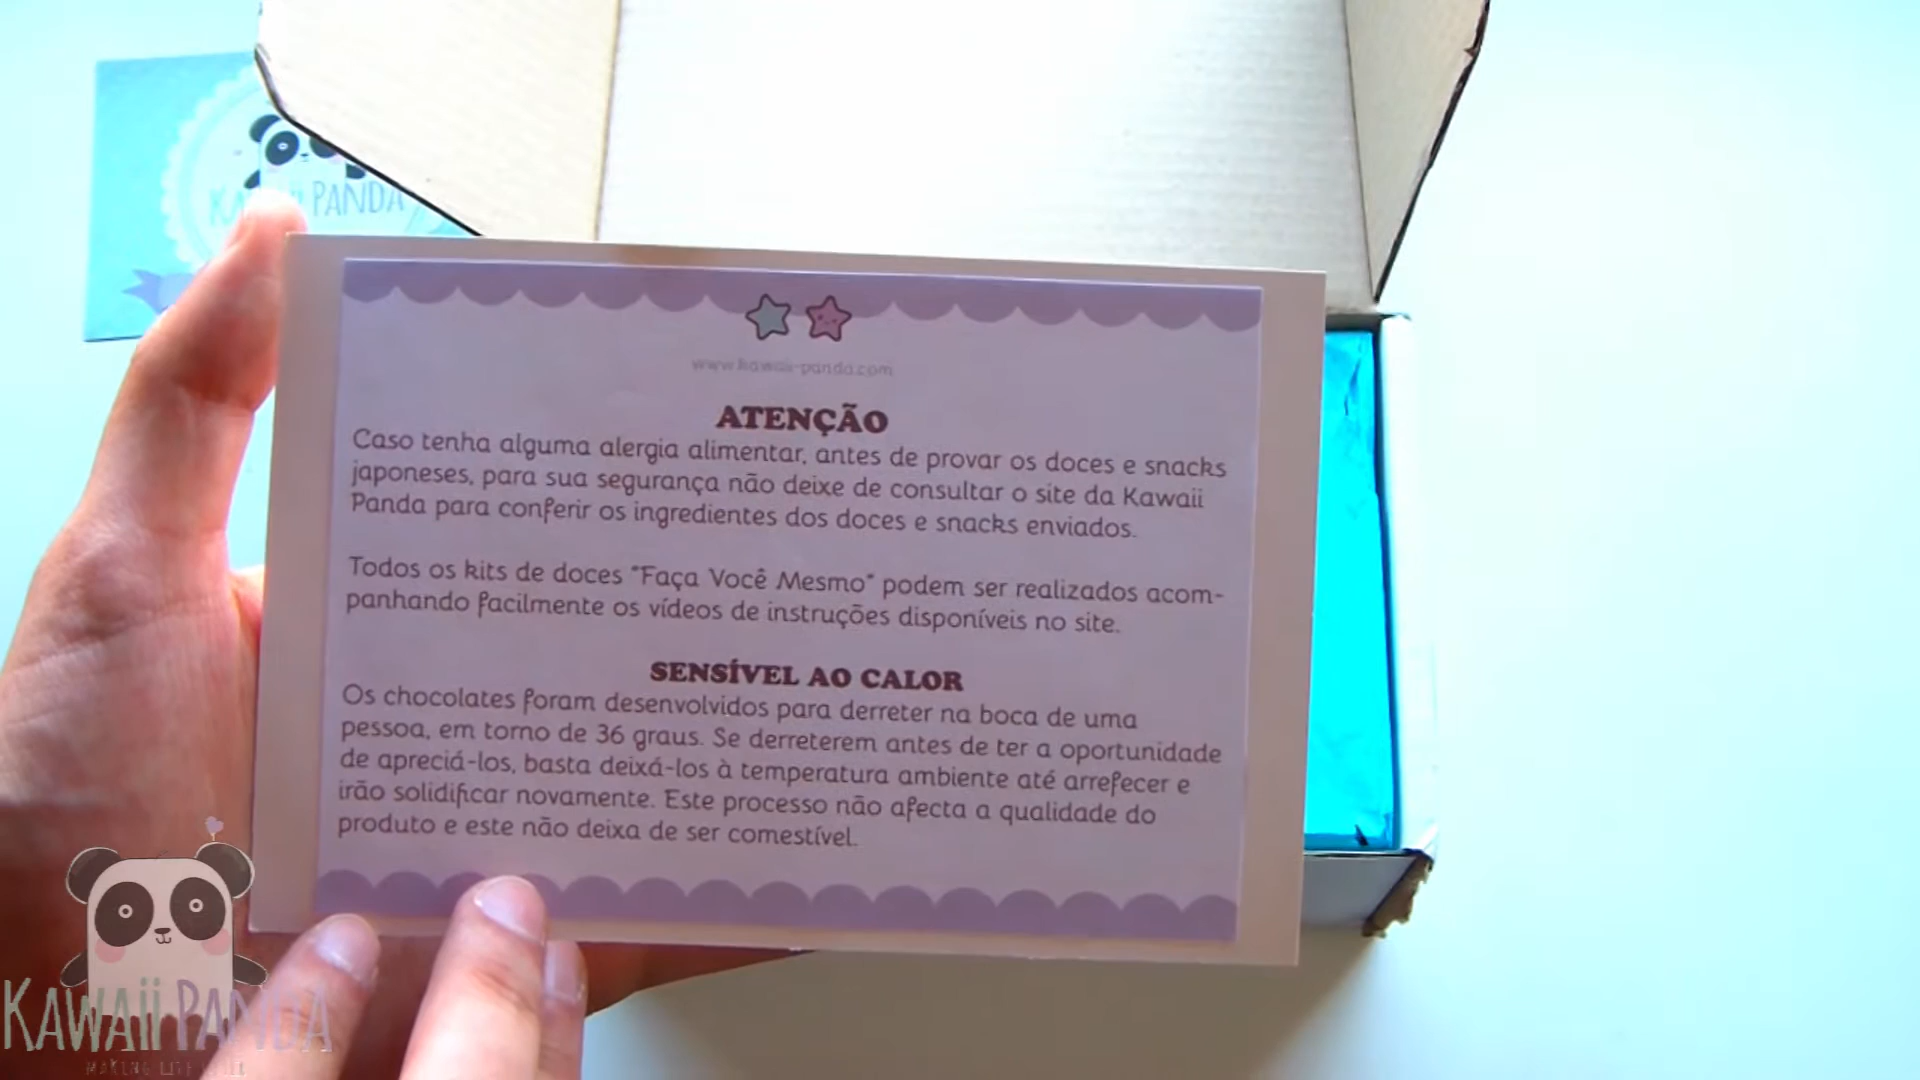 KAWAII PANDA
www.kawaii-panda.com
ATENÇÃO
Caso tenha alguma alergia alimentar, antes de provar os doces e snacks
japoneses, para sua segurança não deixe de consultar o site da Kawaii
Panda para conferir os ingredientes dos doces e snacks enviados.
Todos os kits de doces "Faça Você Mesmo" podem ser realizados acom-
panhando facilmente os vídeos de instruções disponíveis no site.
SENSÍVEL AO CALOR
Os chocolates foram desenvolvidos para derreter na boca de uma
pessoa, em torno de 36 graus. Se derreterem antes de ter a oportunidade
de apreciá-los, basta deixá-los à temperatura ambiente até arrefecer e
irão solidificar novamente. Este processo não afecta a qualidade do
produto e este não deixa de ser comestível.
KAWAII PANDA
MAKING LIFE